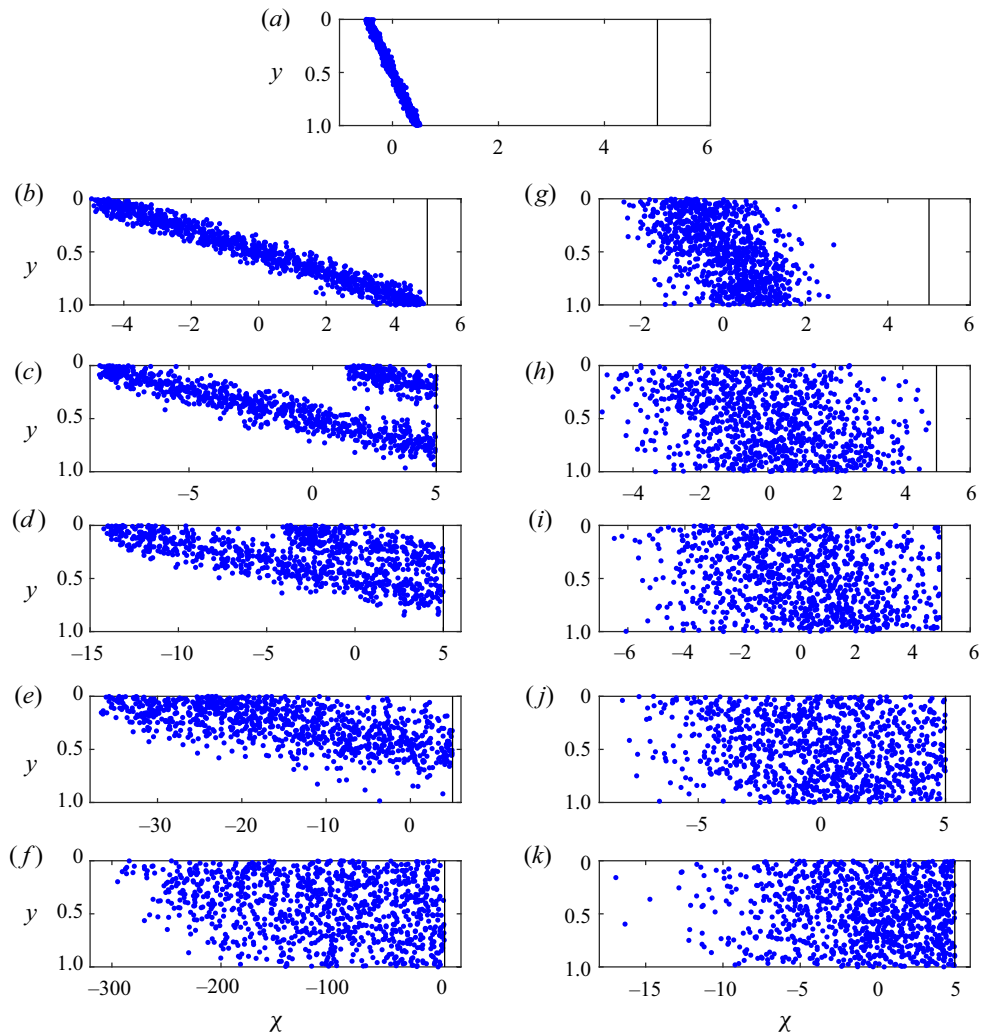 (a)
0
y
0.5
1.0
0 2 4 6
(b)
0
y
0.5
1.0
−4 −2 0 2 4 6
(g)
0
0.5
1.0
−2 0 2 4 6
(c)
0
y
0.5
1.0
−5 0 5
(h)
0
0.5
1.0
−4 −2 0 2 4 6
(d)
0
y
0.5
1.0
−15 −10 −5 0 5
(i)
0
0.5
1.0
−6 −4 −2 0 2 4 6
(e)
0
y
0.5
1.0
−30 −20 −10 0
(j)
0
0.5
1.0
−5 0 5
(f)
0
y
0.5
1.0
−300 −200 −100 0
χ
(k)
0
0.5
1.0
−15 −10 −5 0 5
χ